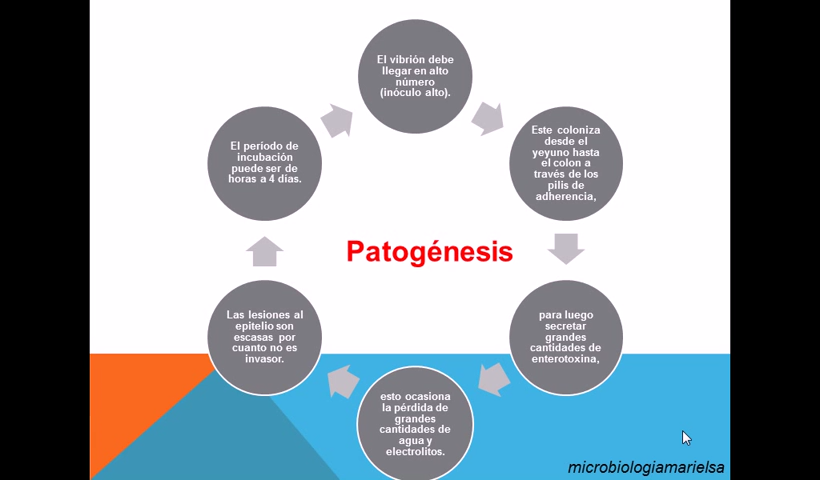 El vibrión debe
llegar en alto
número
(inóculo alto).
Este coloniza
desde el
yeyuno hasta
el colon a
través de los
pilis de
adherencia,
para luego
secretar
grandes
cantidades de
enterotoxina,
esto ocasiona
la pérdida de
grandes
cantidades de
agua y
electrolitos.
Las lesiones al
epitelio son
escasas por
cuanto no es
invasor.
El periodo de
incubación
puede ser de
horas a 4 días.
Patogénesis
microbiologiamarielsa